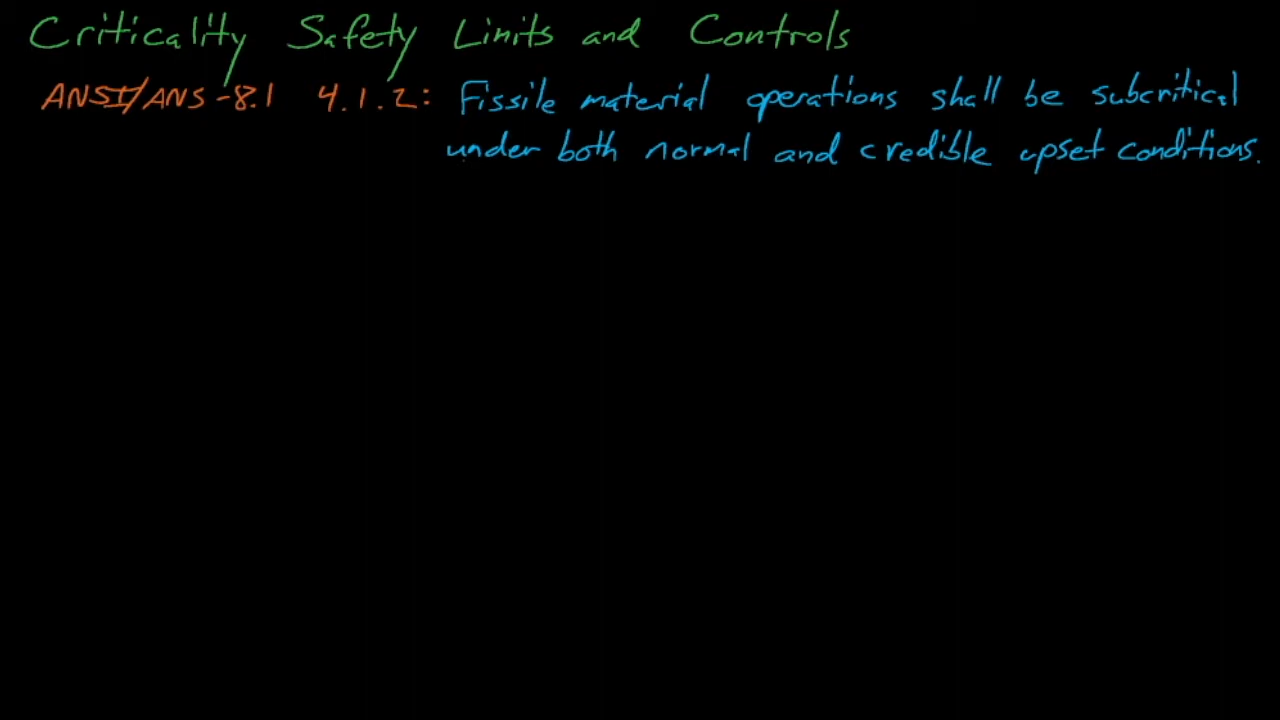 Criticality Safety Limits and Controls
ANSI/ANS-8.1 4.1.2: Fissile material operations shall be subcritical
under both normal and credible upset conditions.